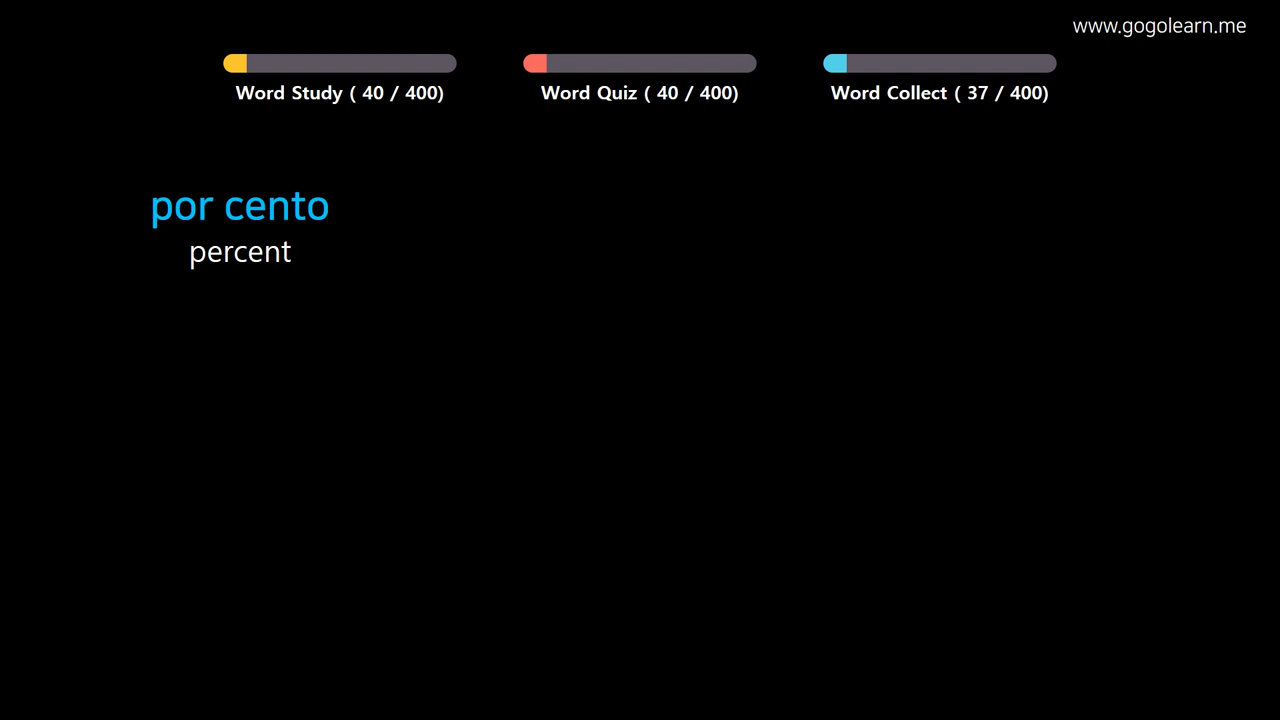 www.gogolearn.me
Word Study ( 40 / 400)
Word Quiz ( 40 / 400)
Word Collect ( 37 / 400)
por cento
percent